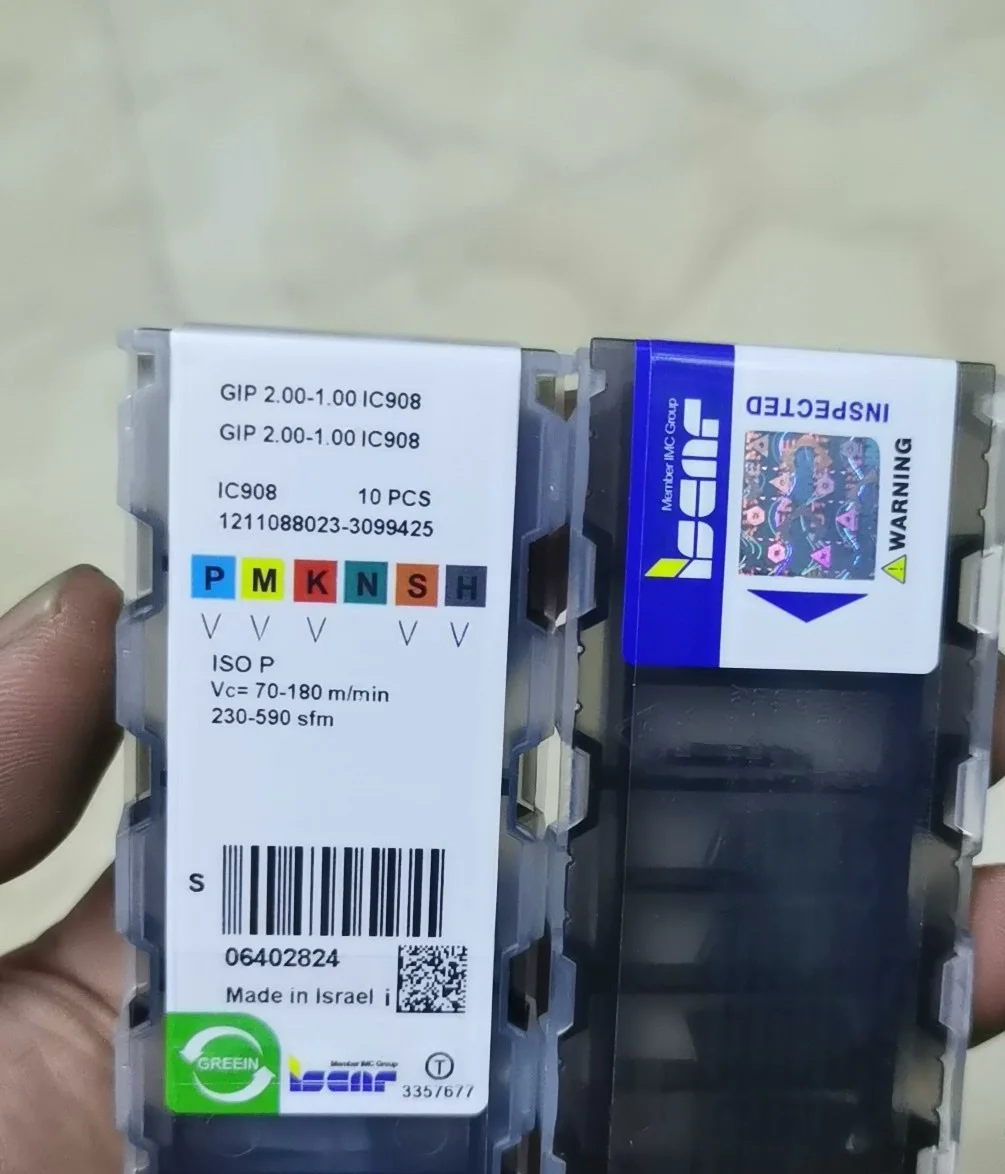 GIP 2.00-1.00 IC908
GIP 2.00-1.00 IC908
IC908 10 PCS
1211088023-3099425
P M K N S H
V V V V V
ISO P
Vc= 70-180 m/min
230-590 sfm
S
06402824
Made in Israel i
GREEIN
Member IMC Group
iscar
T
3357677
Member IMC Group
iscar
INSPECTED
WARNING